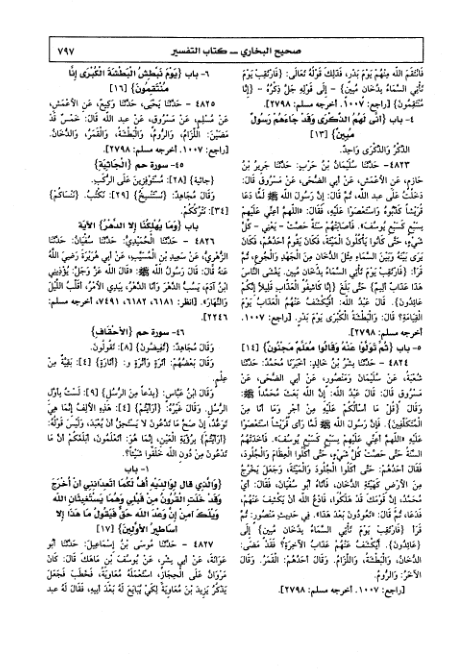 صحيح البخاري ــ كتاب التفسير
٧٩٧
فَانْتَقَمَ اللهُ مِنْهُمْ يَوْمَ بَدْرٍ، فَذٰلِكَ قَوْلُهُ تَعَالَى: {فَارْتَقِبْ يَوْمَ
تَأْتِي السَّمَاءُ بِدُخَانٍ مُبِينٍ} - إِلَى قَوْلِهِ جَلَّ ذِكْرُهُ - {إِنَّا
مُنْتَقِمُونَ} [راجع: ١٠٠٧، أخرجه مسلم: ٢٧٩٨].
٤- باب {أَنَّى لَهُمُ الذِّكْرَى وَقَدْ جَاءَهُمْ رَسُولٌ
مُبِينٌ} [١٣]
الذِّكْرُ وَالذِّكْرَى وَاحِدٌ.
٤٨٢٣ - حَدَّثَنَا سُلَيْمَانُ بْنُ حَرْبٍ: حَدَّثَنَا جَرِيرُ بْنُ
حَازِمٍ، عَنِ الأَعْمَشِ، عَنْ أَبِي الضُّحَى، عَنْ مَسْرُوقٍ قَالَ:
دَخَلْتُ عَلَى عَبْدِ اللهِ، ثُمَّ قَالَ: إِنَّ رَسُولَ اللهِ ﷺ لَمَّا دَعَا
قُرَيْشًا كَذَّبُوهُ وَاسْتَعْصَوْا عَلَيْهِ، فَقَالَ: «اللَّهُمَّ أَعِنِّي عَلَيْهِمْ
بِسَبْعٍ كَسَبْعِ يُوسُفَ». فَأَصَابَتْهُمْ سَنَةٌ حَصَّتْ - يَعْنِي - كُلَّ
شَيْءٍ، حَتَّى كَانُوا يَأْكُلُونَ الْمَيْتَةَ، فَكَانَ يَقُومُ أَحَدُهُمْ، فَكَانَ
يَرَى بَيْنَهُ وَبَيْنَ السَّمَاءِ مِثْلَ الدُّخَانِ مِنَ الْجَهْدِ وَالْجُوعِ، ثُمَّ
قَرَأَ: {فَارْتَقِبْ يَوْمَ تَأْتِي السَّمَاءُ بِدُخَانٍ مُبِينٍ. يَغْشَى النَّاسَ
هَذَا عَذَابٌ أَلِيمٌ} حَتَّى بَلَغَ {إِنَّا كَاشِفُو الْعَذَابِ قَلِيلًا إِنَّكُمْ
عَائِدُونَ}. قَالَ عَبْدُ اللهِ: أَفَيُكْشَفُ عَنْهُمُ الْعَذَابُ يَوْمَ
الْقِيَامَةِ؟ قَالَ: وَالْبَطْشَةُ الْكُبْرَى يَوْمَ بَدْرٍ. [راجع: ١٠٠٧،
أخرجه مسلم: ٢٧٩٨].
٥- باب {ثُمَّ تَوَلَّوْا عَنْهُ وَقَالُوا مُعَلَّمٌ مَجْنُونٌ} [١٤]
٤٨٢٤ - حَدَّثَنَا بِشْرُ بْنُ خَالِدٍ: أَخْبَرَنَا مُحَمَّدٌ: حَدَّثَنَا
شُعْبَةُ، عَنْ سُلَيْمَانَ وَمَنْصُورٍ، عَنْ أَبِي الضُّحَى، عَنْ
مَسْرُوقٍ قَالَ: قَالَ عَبْدُ اللهِ: إِنَّ اللهَ بَعَثَ مُحَمَّدًا ﷺ
وَقَالَ {قُلْ مَا أَسْأَلُكُمْ عَلَيْهِ مِنْ أَجْرٍ وَمَا أَنَا مِنَ
الْمُتَكَلِّفِينَ}. فَإِنَّ رَسُولَ اللهِ ﷺ لَمَّا رَأَى قُرَيْشًا اسْتَعْصَوْا
عَلَيْهِ «اللَّهُمَّ أَعِنِّي عَلَيْهِمْ بِسَبْعٍ كَسَبْعِ يُوسُفَ». فَأَخَذَتْهُمُ
السَّنَةُ حَتَّى حَصَّتْ كُلَّ شَيْءٍ، حَتَّى أَكَلُوا الْعِظَامَ وَالْجُلُودَ،
فَقَالَ أَحَدُهُمْ: حَتَّى أَكَلُوا الْجُلُودَ وَالْمَيْتَةَ، وَجَعَلَ يَخْرُجُ
مِنَ الأَرْضِ كَهَيْئَةِ الدُّخَانِ، فَأَتَاهُ أَبُو سُفْيَانَ، فَقَالَ: أَيْ
مُحَمَّدُ، إِنَّ قَوْمَكَ قَدْ هَلَكُوا، فَادْعُ اللهَ أَنْ يَكْشِفَ عَنْهُمْ،
فَدَعَا، ثُمَّ قَالَ: «تَعُودُونَ بَعْدَ هَذَا». فِي حَدِيثِ مَنْصُورٍ: ثُمَّ
قَرَأَ {فَارْتَقِبْ يَوْمَ تَأْتِي السَّمَاءُ بِدُخَانٍ مُبِينٍ} إِلَى
{عَائِدُونَ}. أَيُكْشَفُ عَنْهُمْ عَذَابُ الآخِرَةِ؟ فَقَدْ مَضَى:
الدُّخَانُ، وَالْبَطْشَةُ، وَاللِّزَامُ. وَقَالَ أَحَدُهُمُ: الْقَمَرُ. وَقَالَ
الآخَرُ: وَالرُّومُ.
[راجع: ١٠٠٧، أخرجه مسلم: ٢٧٩٨].
٦- باب {يَوْمَ نَبْطِشُ الْبَطْشَةَ الْكُبْرَى إِنَّا
مُنْتَقِمُونَ} [١٦]
٤٨٢٥ - حَدَّثَنَا يَحْيَى، حَدَّثَنَا وَكِيعٌ، عَنِ الأَعْمَشِ،
عَنْ مُسْلِمٍ، عَنْ مَسْرُوقٍ، عَنْ عَبْدِ اللهِ قَالَ: خَمْسٌ قَدْ
مَضَيْنَ: اللِّزَامُ، وَالرُّومُ، وَالْبَطْشَةُ، وَالْقَمَرُ، وَالدُّخَانُ.
[راجع: ١٠٠٧، أخرجه مسلم: ٢٧٩٨].
٤٥- سورة حم {الْجَاثِيَةِ}
{جَاثِيَةً} [٢٨]: مُسْتَوْفِزِينَ عَلَى الرُّكَبِ.
وَقَالَ مُجَاهِدٌ: {نَسْتَنْسِخُ} [٢٩]: نَكْتُبُ. {نَنْسَاكُمْ}
[٣٤]: نَتْرُكُكُمْ.
باب {وَمَا يُهْلِكُنَا إِلَّا الدَّهْرُ} الآيَةَ
٤٨٢٦ - حَدَّثَنَا الْحُمَيْدِيُّ: حَدَّثَنَا سُفْيَانُ: حَدَّثَنَا
الزُّهْرِيُّ، عَنْ سَعِيدِ بْنِ الْمُسَيَّبِ، عَنْ أَبِي هُرَيْرَةَ رَضِيَ اللهُ
عَنْهُ قَالَ: قَالَ رَسُولُ اللهِ ﷺ: «قَالَ اللهُ عَزَّ وَجَلَّ: يُؤْذِينِي
ابْنُ آدَمَ، يَسُبُّ الدَّهْرَ وَأَنَا الدَّهْرُ، بِيَدِي الأَمْرُ، أُقَلِّبُ اللَّيْلَ
وَالنَّهَارَ». [انظر: ٦١٨١، ٧٤٩١، أخرجه مسلم:
٢٢٤٦].
٤٦- سورة حم {الأَحْقَافِ}
وَقَالَ مُجَاهِدٌ: {تُفِيضُونَ} [٨]: تَقُولُونَ.
وَقَالَ بَعْضُهُمْ: أَثَرَةٍ وَأُثْرَةٍ وَ: {أَثَارَةٍ} [٤]: بَقِيَّةٌ مِنْ
عِلْمٍ.
وَقَالَ ابْنُ عَبَّاسٍ: {بِدْعًا مِنَ الرُّسُلِ} [٩]: لَسْتُ بِأَوَّلِ
الرُّسُلِ. وَقَالَ غَيْرُهُ: {أَرَأَيْتُمْ} [٤]: هَذِهِ الأَلِفُ إِنَّمَا هِيَ
تَوَعُّدٌ، إِنْ صَحَّ مَا تَدَّعُونَ لَا يَسْتَحِقُّ أَنْ يُعْبَدَ، وَلَيْسَ قَوْلُهُ:
{أَرَأَيْتُمْ} بِرُؤْيَةِ الْعَيْنِ، إِنَّمَا هُوَ: أَتَعْلَمُونَ، أَبَلَغَكُمْ أَنَّ مَا
تَدْعُونَ مِنْ دُونِ اللهِ خَلَقُوا شَيْئًا؟.
١- باب
{وَالَّذِي قَالَ لِوَالِدَيْهِ أُفٍّ لَكُمَا أَتَعِدَانِنِي أَنْ أُخْرَجَ
وَقَدْ خَلَتِ الْقُرُونُ مِنْ قَبْلِي وَهُمَا يَسْتَغِيثَانِ اللهَ
وَيْلَكَ آمِنْ إِنَّ وَعْدَ اللهِ حَقٌّ فَيَقُولُ مَا هَذَا إِلَّا
أَسَاطِيرُ الأَوَّلِينَ} [١٧]
٤٨٢٧ - حَدَّثَنَا مُوسَى بْنُ إِسْمَاعِيلَ: حَدَّثَنَا أَبُو
عَوَانَةَ، عَنْ أَبِي بِشْرٍ، عَنْ يُوسُفَ بْنِ مَاهَكَ قَالَ: كَانَ
مَرْوَانُ عَلَى الْحِجَازِ، اسْتَعْمَلَهُ مُعَاوِيَةُ، فَخَطَبَ فَجَعَلَ
يَذْكُرُ يَزِيدَ بْنَ مُعَاوِيَةَ لِكَيْ يُبَايَعَ لَهُ بَعْدَ أَبِيهِ، فَقَالَ لَهُ عَبْدُ